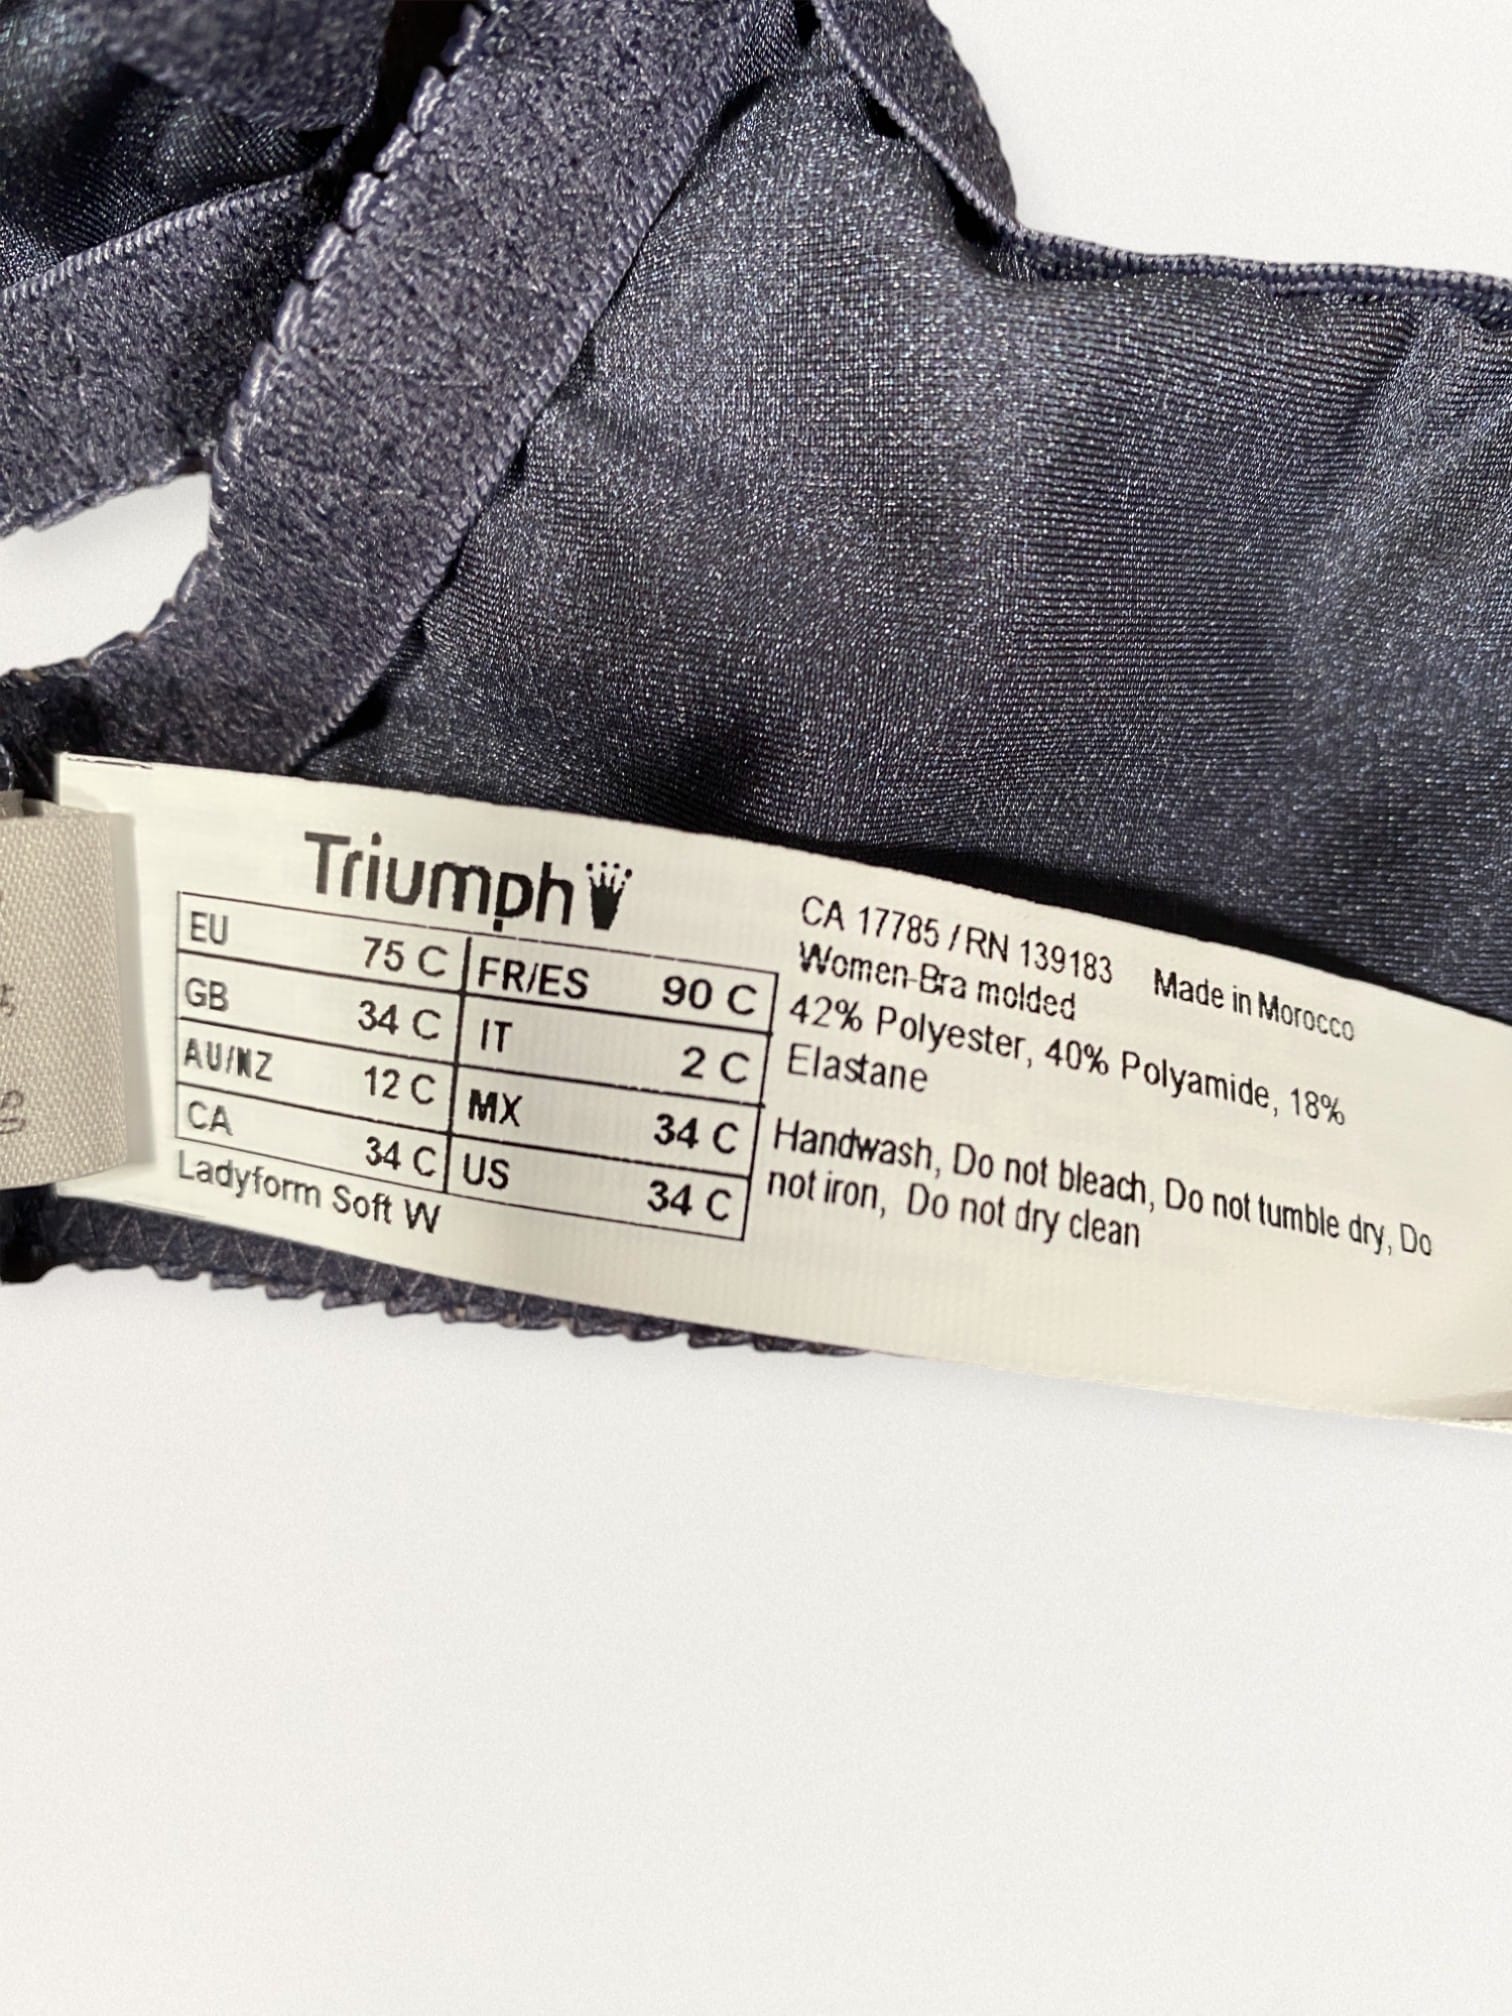 Triumph
EU 75 C FR/ES 90 C
GB 34 C IT 2 C
AU/NZ 12 C MX 34 C
CA 34 C US 34 C
Ladyform Soft W
CA 17785 / RN 139183 Made in Morocco
Women-Bra molded
42% Polyester, 40% Polyamide, 18%
Elastane
Handwash, Do not bleach, Do not tumble dry, Do
not iron, Do not dry clean